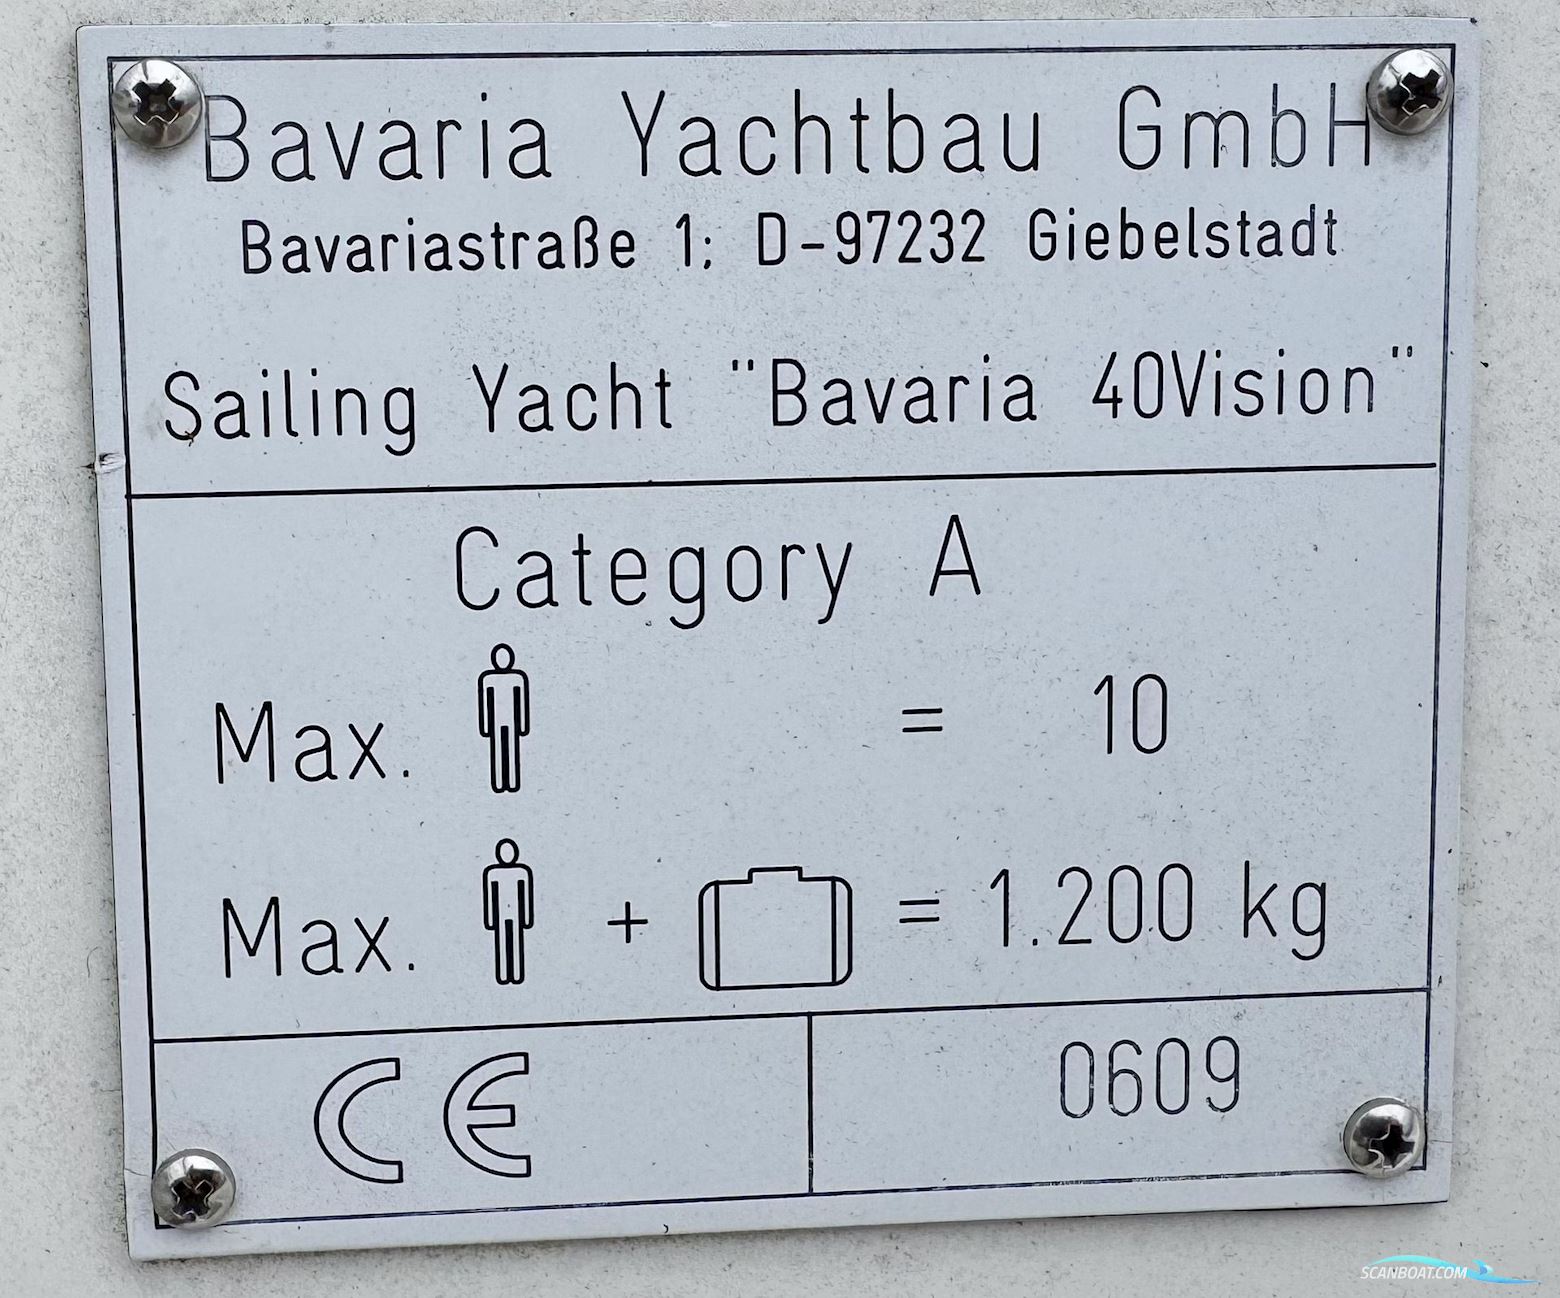 Bavaria Yachtbau GmbH
Bavariastraße 1; D-97232 Giebelstadt
Sailing Yacht "Bavaria 40Vision"
Category A
Max. = 10
Max. + = 1.200 kg
CE 0609
SCANBOAT.COM